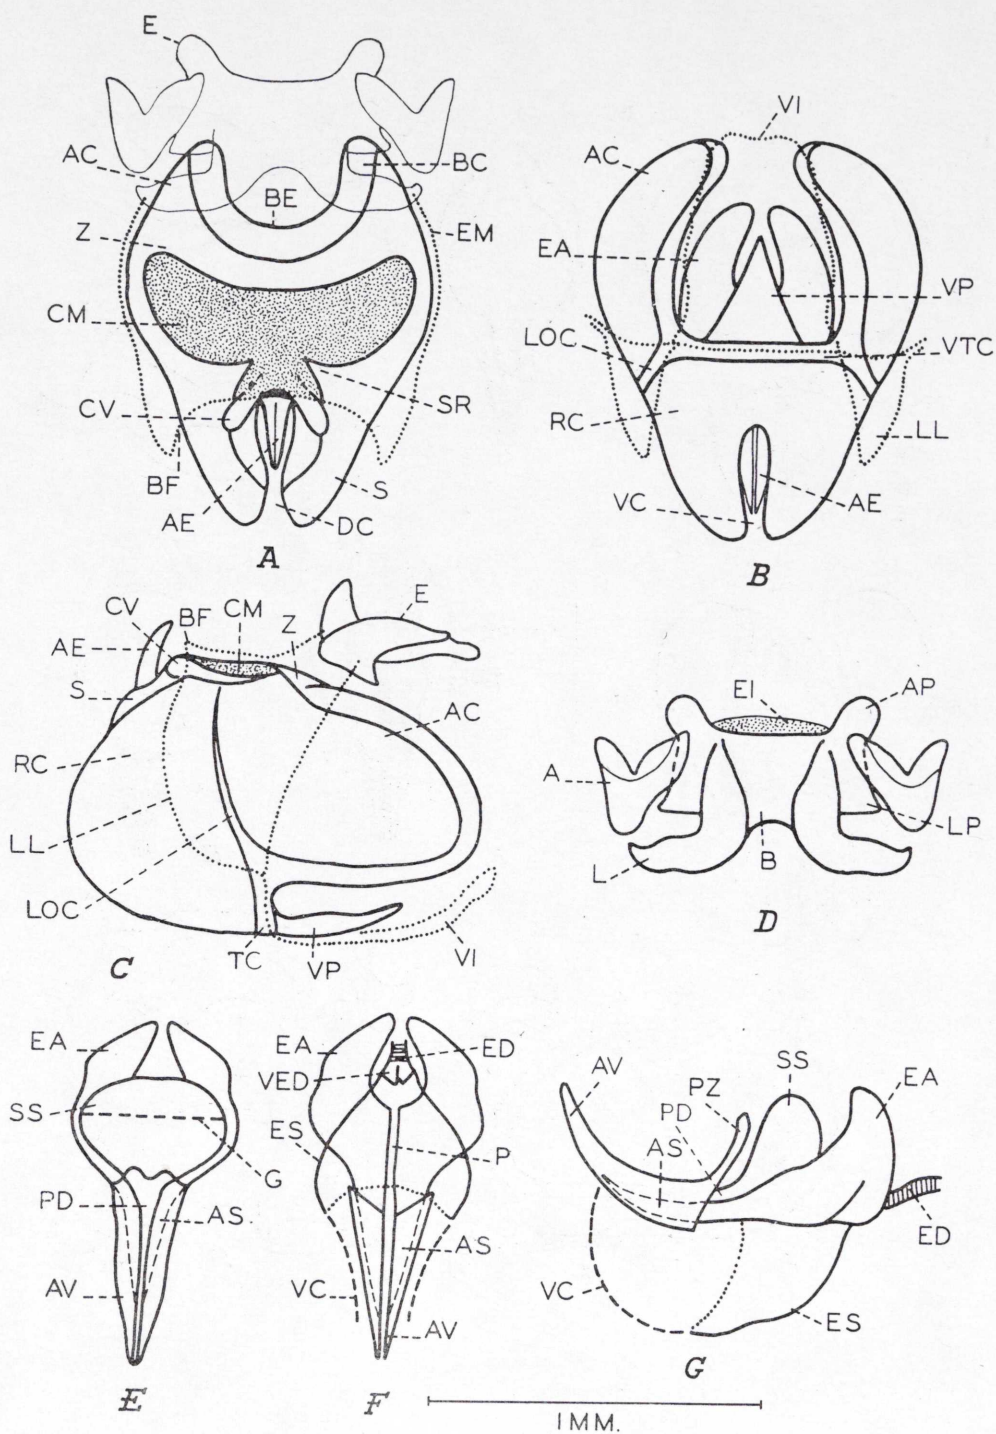 E
AC
BC
BE
Z
EM
CM
CV
SR
BF
S
AE
DC
A
VI
AC
EA
VP
LOC
VTC
RC
LL
VC
AE
B
CV
BF
CM
Z
E
AE
S
AC
RC
LL
LOC
TC
VP
VI
C
EI
AP
A
LP
L
B
D
EA
SS
G
PD
AS
AV
E
EA
ED
VED
ES
P
AS
VC
AV
F
AV
PZ
SS
EA
PD
AS
ED
VC
ES
G
1 MM.